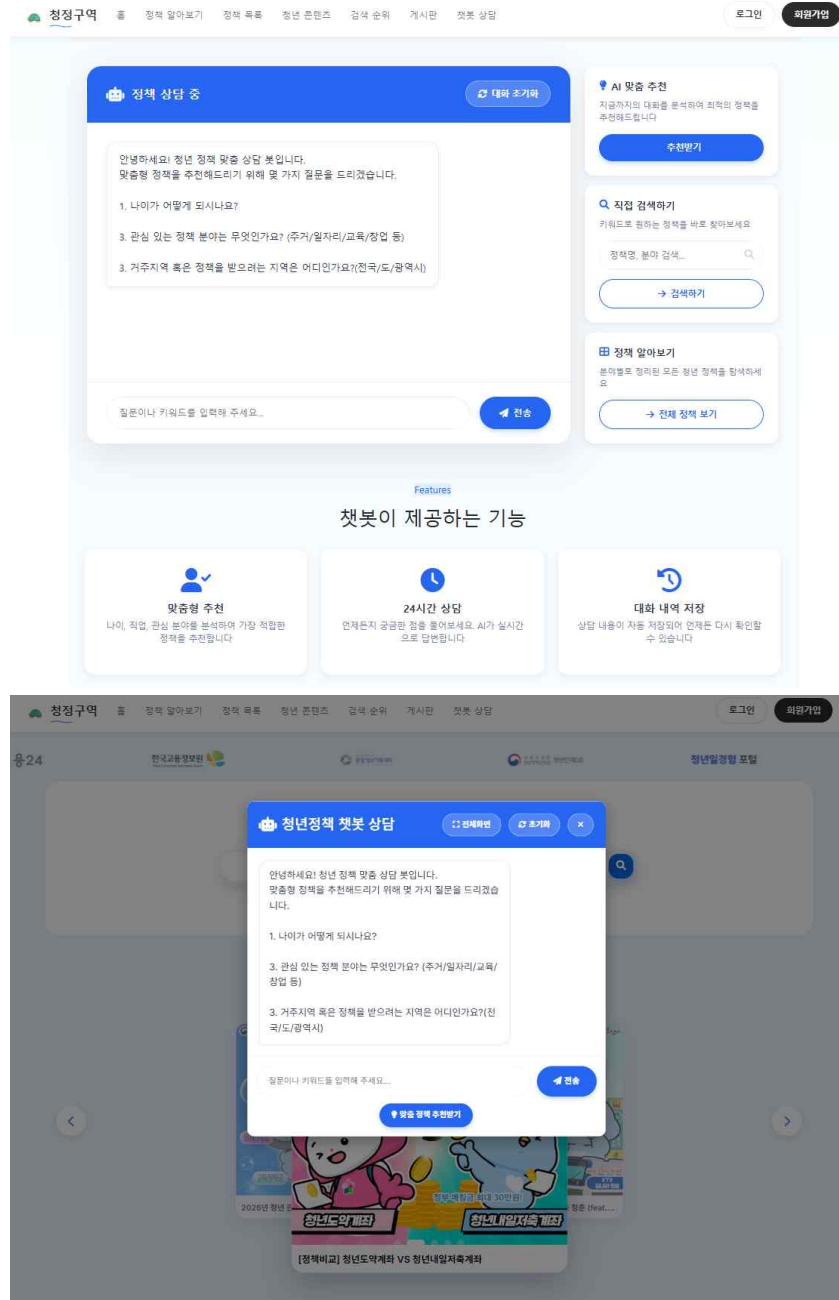 청정구역 홈 정책 알아보기 정책 목록 청년 콘텐츠 검색 순위 게시판 챗봇 상담 로그인 회원가입
정책 상담 중
대화 초기화
안녕하세요! 청년 정책 맞춤 상담 봇입니다.
맞춤형 정책을 추천해드리기 위해 몇 가지 질문을 드리겠습니다.
1. 나이가 어떻게 되시나요?
3. 관심 있는 정책 분야는 무엇인가요? (주거/일자리/교육/창업 등)
3. 거주지역 혹은 정책을 받으려는 지역은 어디인가요?(전국/도/광역시)
질문이나 키워드를 입력해 주세요...
전송
AI 맞춤 추천
지금까지의 대화를 분석하여 최적의 정책을
추천해드립니다
추천받기
직접 검색하기
키워드로 원하는 정책을 바로 찾아보세요
정책명, 분야 검색...
→ 검색하기
정책 알아보기
분야별로 정리된 모든 청년 정책을 탐색하세
요
→ 전체 정책 보기
Features
챗봇이 제공하는 기능
맞춤형 추천
나이, 직업, 관심 분야를 분석하여 가장 적합한
정책을 추천합니다
24시간 상담
언제든지 궁금한 점을 물어보세요. AI가 실시간
으로 답변합니다
대화 내역 저장
상담 내용이 자동 저장되어 언제든 다시 확인할
수 있습니다
청정구역 홈 정책 알아보기 정책 목록 청년 콘텐츠 검색 순위 게시판 챗봇 상담 로그인 회원가입
용24 한국고용정보원 청년일경험 포털
청년정책 챗봇 상담
전체화면 초기화 ×
안녕하세요! 청년 정책 맞춤 상담 봇입니다.
맞춤형 정책을 추천해드리기 위해 몇 가지 질문을 드리겠습
니다.
1. 나이가 어떻게 되시나요?
3. 관심 있는 정책 분야는 무엇인가요? (주거/일자리/교육/
창업 등)
3. 거주지역 혹은 정책을 받으려는 지역은 어디인가요?(전
국/도/광역시)
질문이나 키워드를 입력해 주세요...
전송
맞춤 정책 추천받기
정부 매칭금 최대 30만원!
2026년 청년
청년도약계좌 청년내일저축계좌
청춘 (feat....
[정책비교] 청년도약계좌 VS 청년내일저축계좌